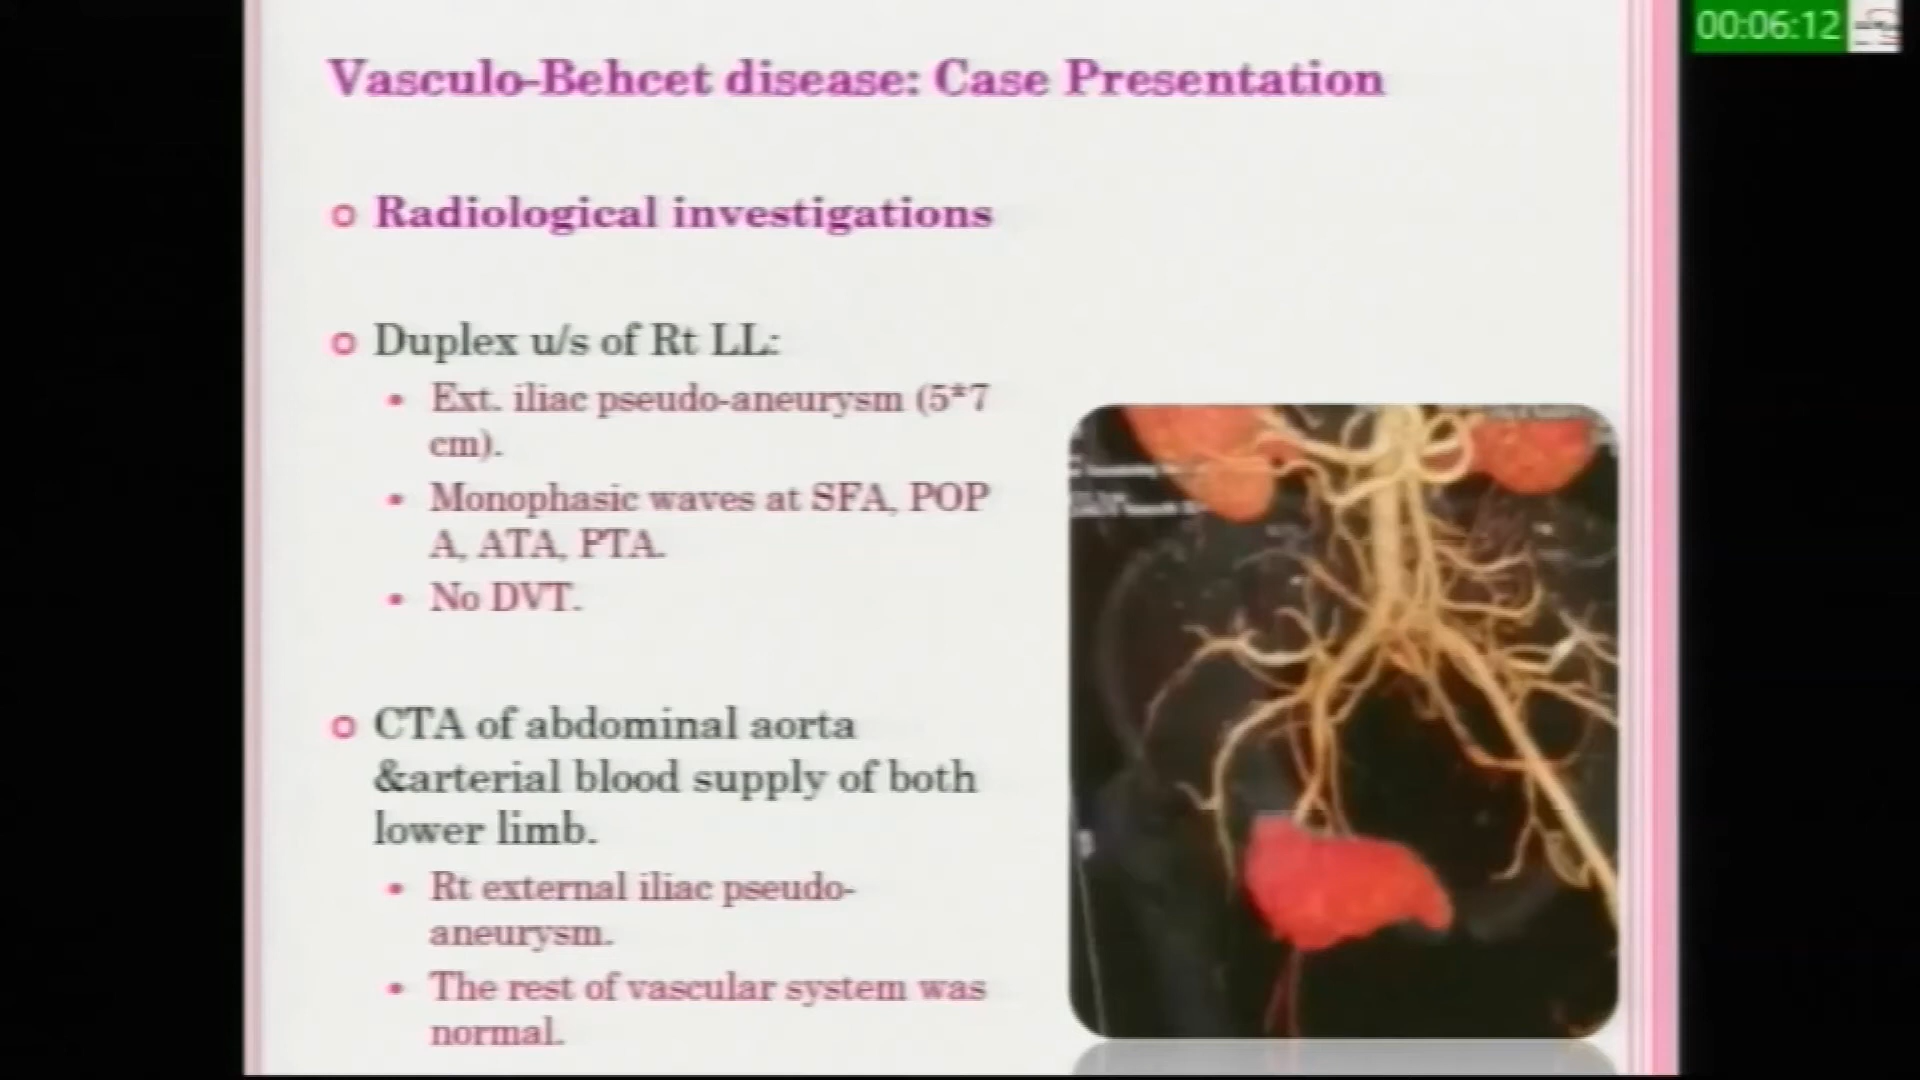 00:06:12
Vasculo-Behcet disease: Case Presentation
o Radiological investigations
o Duplex u/s of Rt LL:
• Ext. iliac pseudo-aneurysm (5*7
cm).
• Monophasic waves at SFA, POP
A, ATA, PTA.
• No DVT.
o CTA of abdominal aorta
&arterial blood supply of both
lower limb.
• Rt external iliac pseudo-
aneurysm.
• The rest of vascular system was
normal.